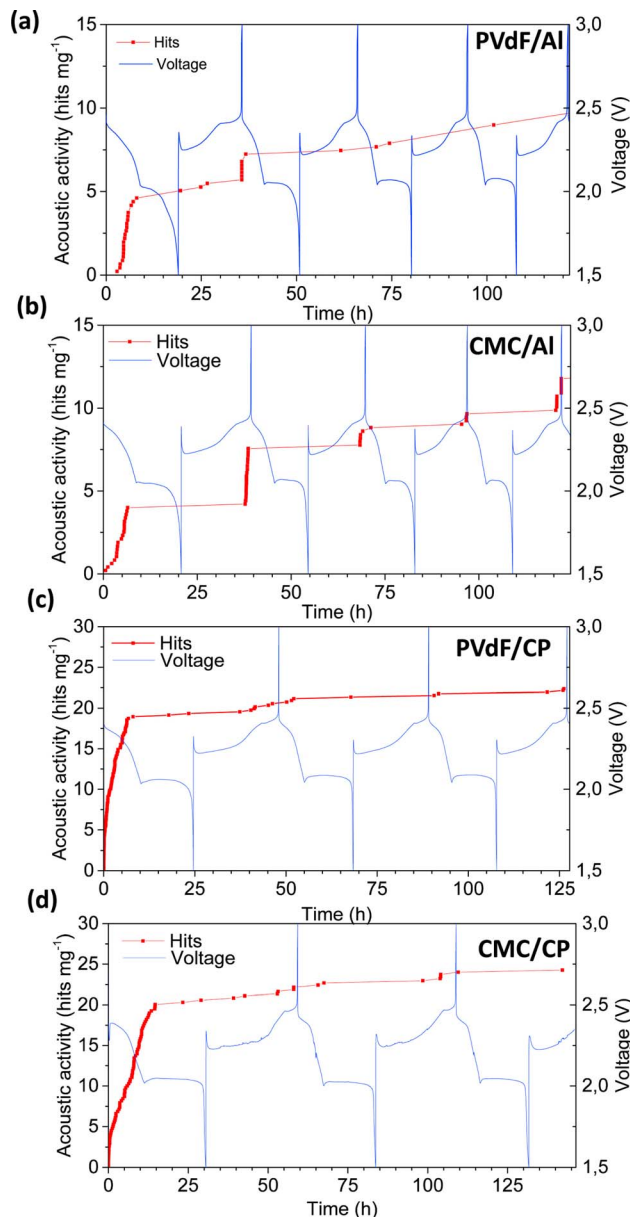 (a)
PVdF/Al
Hits
Voltage
Acoustic activity (hits mg⁻¹)
15
10
5
0
3,0
2,5
2,0
1,5
Voltage (V)
0 25 50 75 100
Time (h)
(b)
CMC/Al
Hits
Voltage
Acoustic activity (hits mg⁻¹)
15
10
5
0
3,0
2,5
2,0
1,5
Voltage (V)
0 25 50 75 100
Time (h)
(c)
PVdF/CP
Hits
Voltage
Acoustic activity (hits mg⁻¹)
30
25
20
15
10
5
0
3,0
2,5
2,0
1,5
Voltage (V)
0 25 50 75 100 125
Time (h)
(d)
CMC/CP
Hits
Voltage
Acoustic activity (hits mg⁻¹)
30
25
20
15
10
5
0
3,0
2,5
2,0
1,5
Voltage (V)
0 25 50 75 100 125
Time (h)